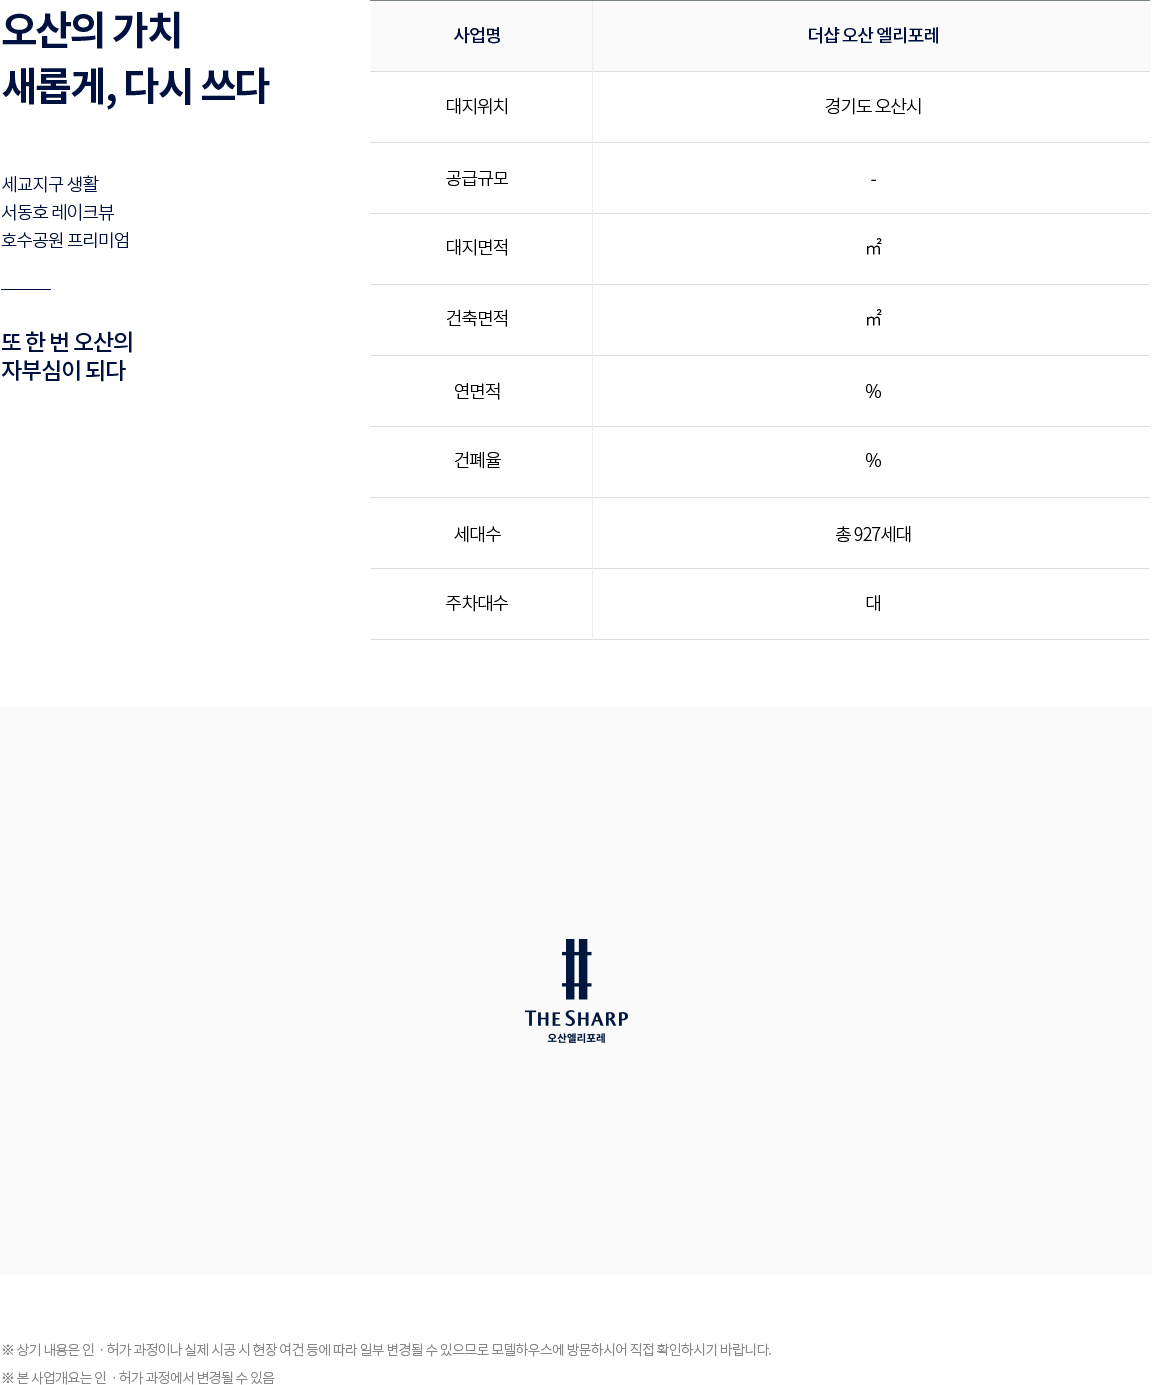 오산의 가치
새롭게, 다시 쓰다
세교지구 생활
서동호 레이크뷰
호수공원 프리미엄
또 한 번 오산의
자부심이 되다
사업명 더샵 오산 엘리포레
대지위치 경기도 오산시
공급규모 -
대지면적 ㎡
건축면적 ㎡
연면적 %
건폐율 %
세대수 총 927세대
주차대수 대
THE SHARP
오산엘리포레
※ 상기 내용은 인ㆍ허가 과정이나 실제 시공 시 현장 여건 등에 따라 일부 변경될 수 있으므로 모델하우스에 방문하시어 직접 확인하시기 바랍니다.
※ 본 사업개요는 인ㆍ허가 과정에서 변경될 수 있음